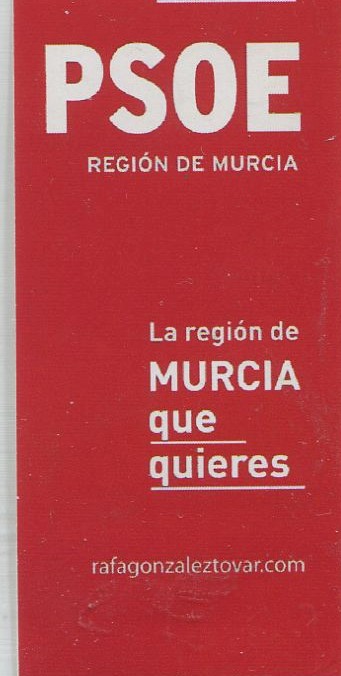 PSOE
REGIÓN DE MURCIA
La región de
MURCIA
que
quieres
rafagonzaleztovar.com